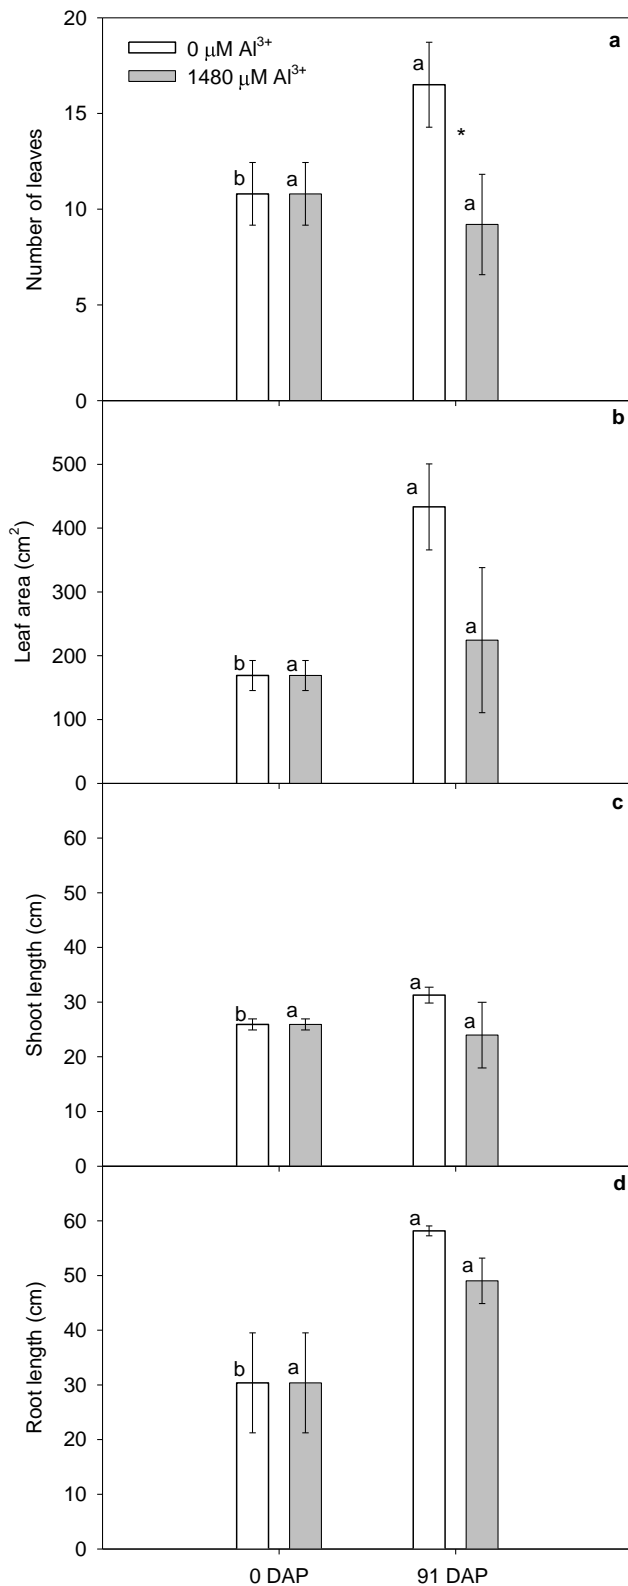 20
a
0 μM Al³⁺
1480 μM Al³⁺
a
15
*
b
a
a
10
5
0
Number of leaves
b
500
a
400
300
a
200
b
a
100
0
Leaf area (cm²)
c
60
50
40
a
30
b
a
a
20
10
0
Shoot length (cm)
d
60
a
a
50
40
b
a
30
20
10
0
Root length (cm)
0 DAP
91 DAP